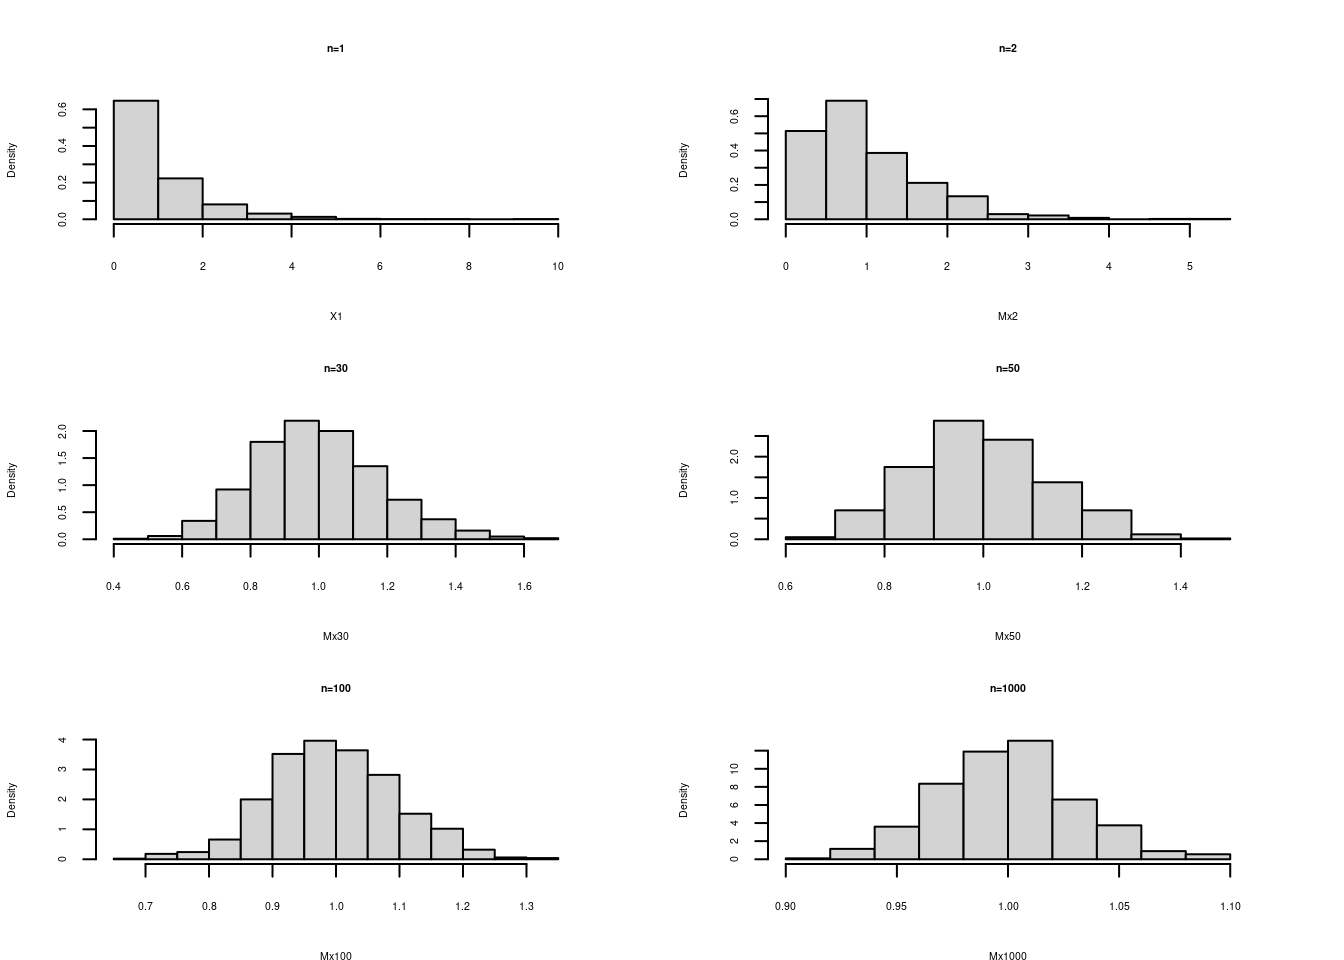 n=1
n=2
Density
0.0 0.2 0.4 0.6
0 2 4 6 8 10
X1
Density
0.0 0.2 0.4 0.6
0 1 2 3 4 5
Mx2
n=30
n=50
Density
0.0 0.5 1.0 1.5 2.0
0.4 0.6 0.8 1.0 1.2 1.4 1.6
Mx30
Density
0.0 1.0 2.0
0.6 0.8 1.0 1.2 1.4
Mx50
n=100
n=1000
Density
0 1 2 3 4
0.7 0.8 0.9 1.0 1.1 1.2 1.3
Mx100
Density
0 2 4 6 8 10
0.90 0.95 1.00 1.05 1.10
Mx1000